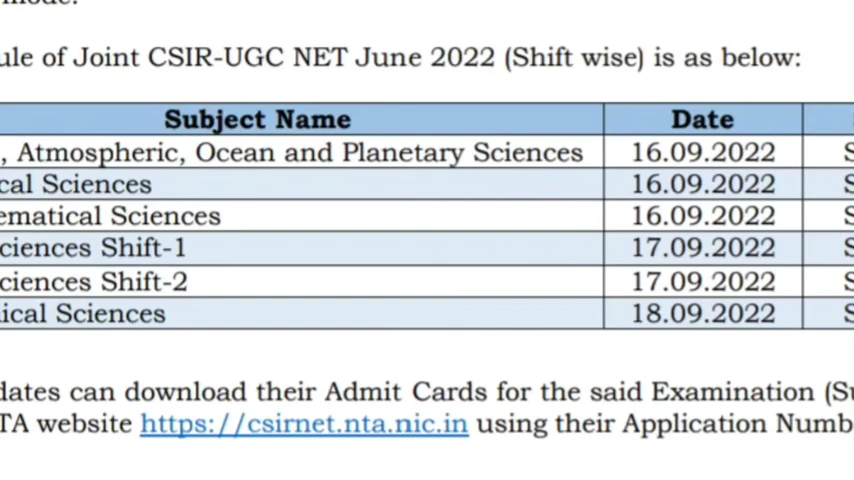 ule of Joint CSIR-UGC NET June 2022 (Shift wise) is as below:
Subject Name Date
, Atmospheric, Ocean and Planetary Sciences 16.09.2022 S
cal Sciences 16.09.2022 S
ematical Sciences 16.09.2022 S
ciences Shift-1 17.09.2022 S
ciences Shift-2 17.09.2022 S
ical Sciences 18.09.2022 S
dates can download their Admit Cards for the said Examination (Su
TA website https://csirnet.nta.nic.in using their Application Numb